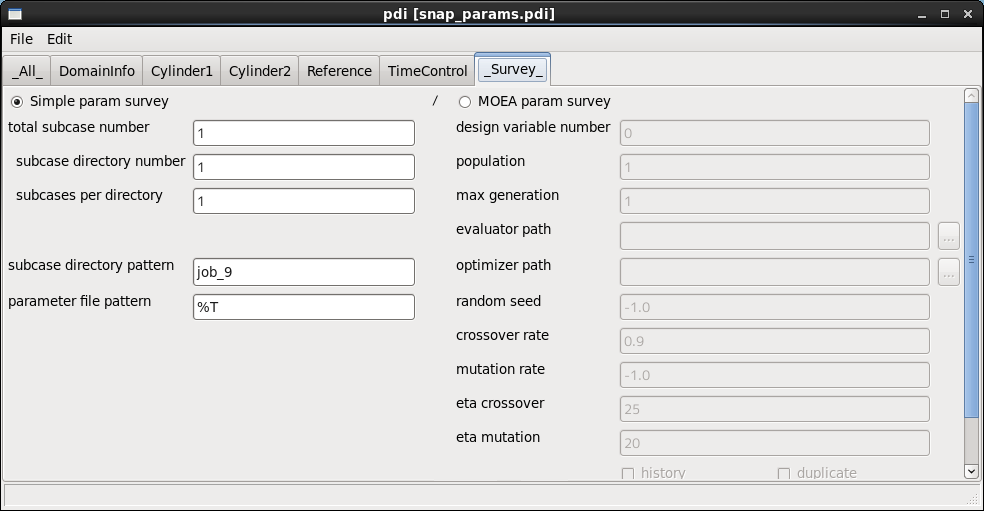 pdi [snap_params.pdi]
File Edit
_All_ DomainInfo Cylinder1 Cylinder2 Reference TimeControl _Survey_
Simple param survey / MOEA param survey
total subcase number 1 design variable number 0
subcase directory number 1 population 1
subcases per directory 1 max generation 1
evaluator path ...
subcase directory pattern job_9 optimizer path ...
parameter file pattern %T random seed -1.0
crossover rate 0.9
mutation rate -1.0
eta crossover 25
eta mutation 20
history duplicate